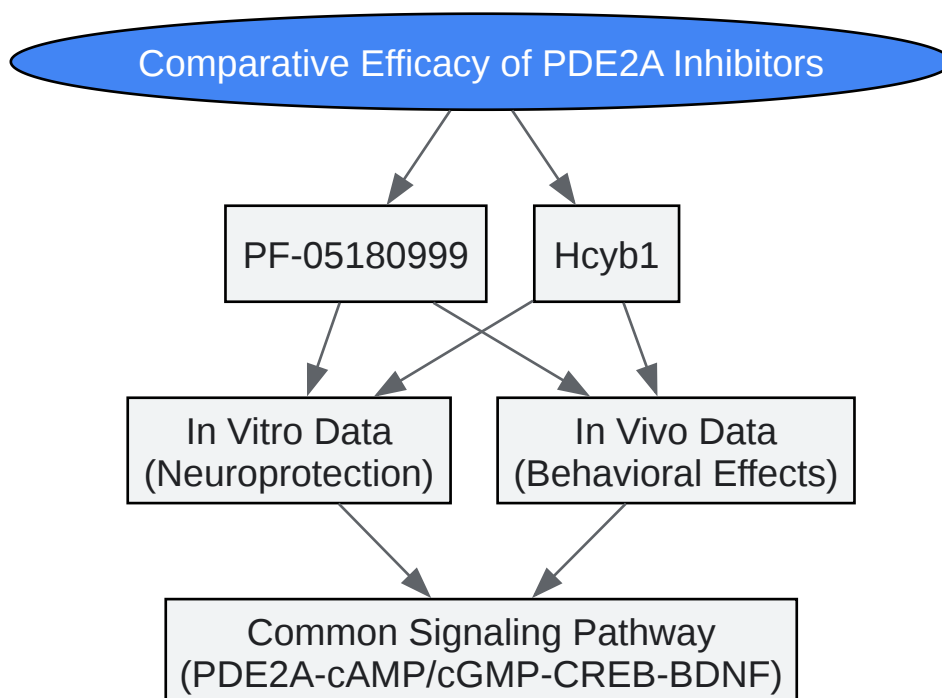 Comparative Efficacy of PDE2A Inhibitors
PF-05180999
Hcyb1
In Vitro Data
(Neuroprotection)
In Vivo Data
(Behavioral Effects)
Common Signaling Pathway
(PDE2A-cAMP/cGMP-CREB-BDNF)